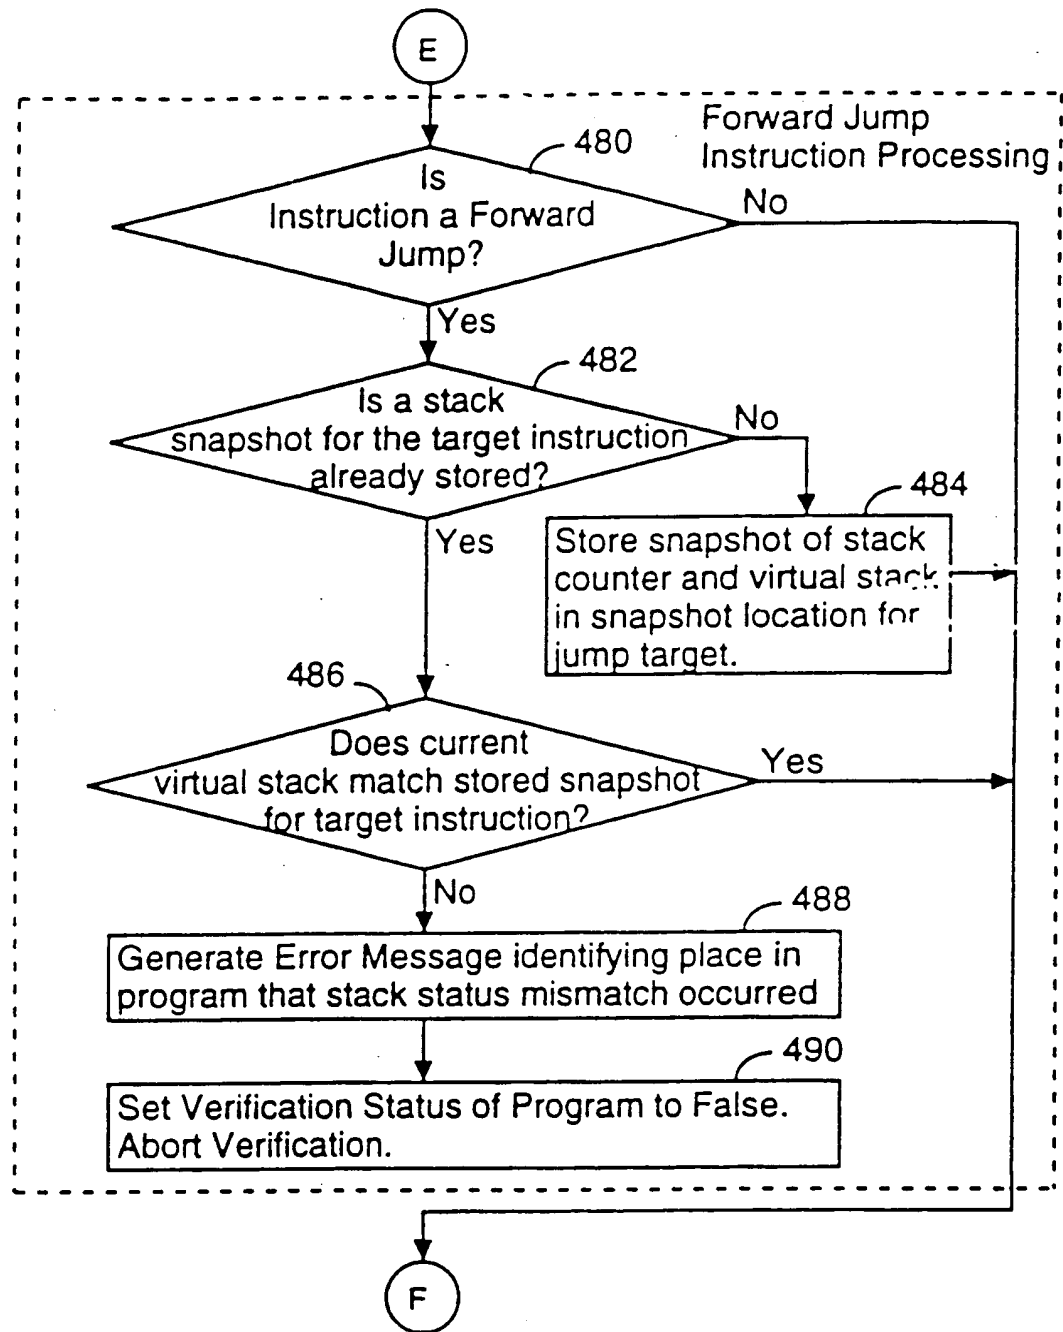 E
Forward Jump
Instruction Processing
480
Is
Instruction a Forward
Jump?
No
Yes
482
Is a stack
snapshot for the target instruction
already stored?
No
Yes
484
Store snapshot of stack
counter and virtual stack
in snapshot location for
jump target.
486
Does current
virtual stack match stored snapshot
for target instruction?
Yes
No
488
Generate Error Message identifying place in
program that stack status mismatch occurred
490
Set Verification Status of Program to False.
Abort Verification.
F